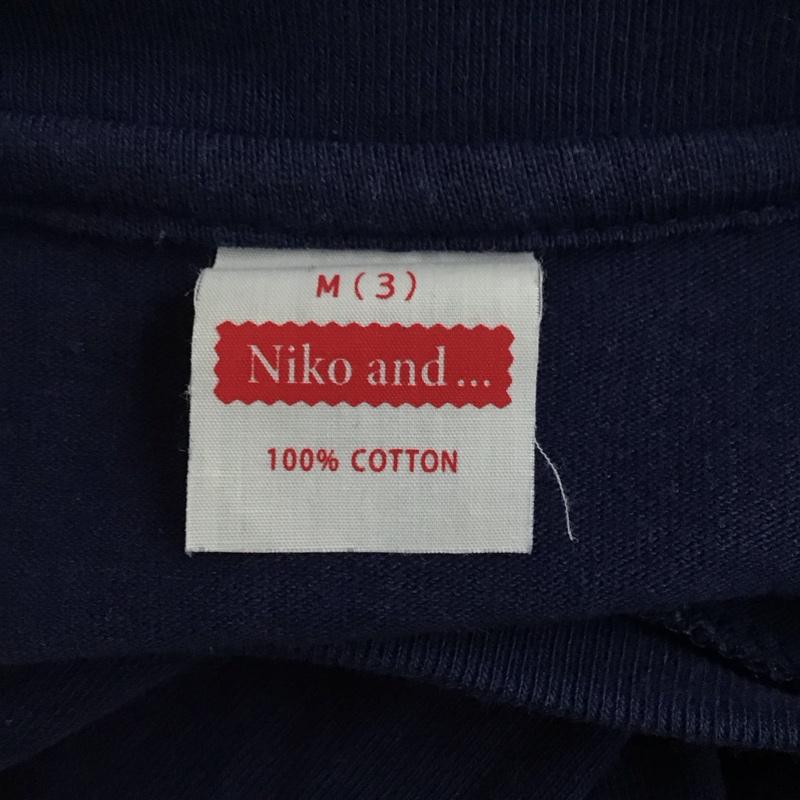 M (3)
Niko and...
100% COTTON